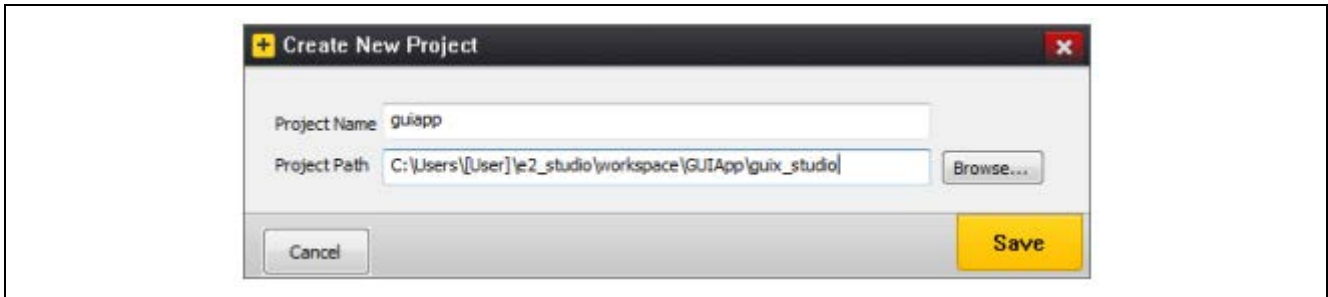 Create New Project
Project Name guiapp
Project Path C:\Users\[User]\e2_studio\workspace\GUIApp\guix_studio Browse...
Cancel Save